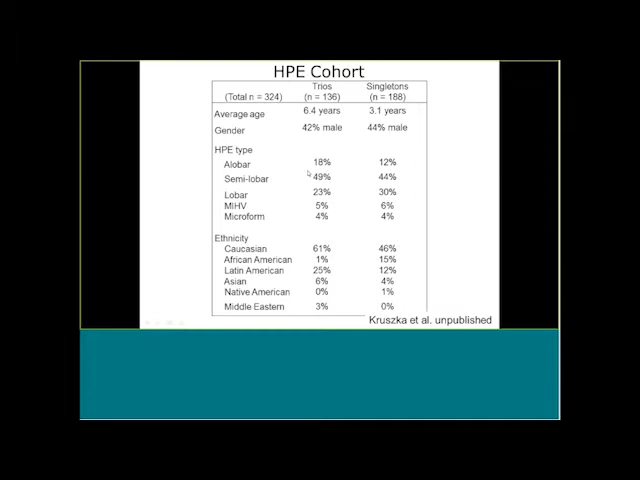 HPE Cohort
Trios Singletons
(Total n = 324) (n = 136) (n = 188)
Average age 6.4 years 3.1 years
Gender 42% male 44% male
HPE type
Alobar 18% 12%
Semi-lobar 49% 44%
Lobar 23% 30%
MIHV 5% 6%
Microform 4% 4%
Ethnicity
Caucasian 61% 46%
African American 1% 15%
Latin American 25% 12%
Asian 6% 4%
Native American 0% 1%
Middle Eastern 3% 0%
Kruszka et al. unpublished